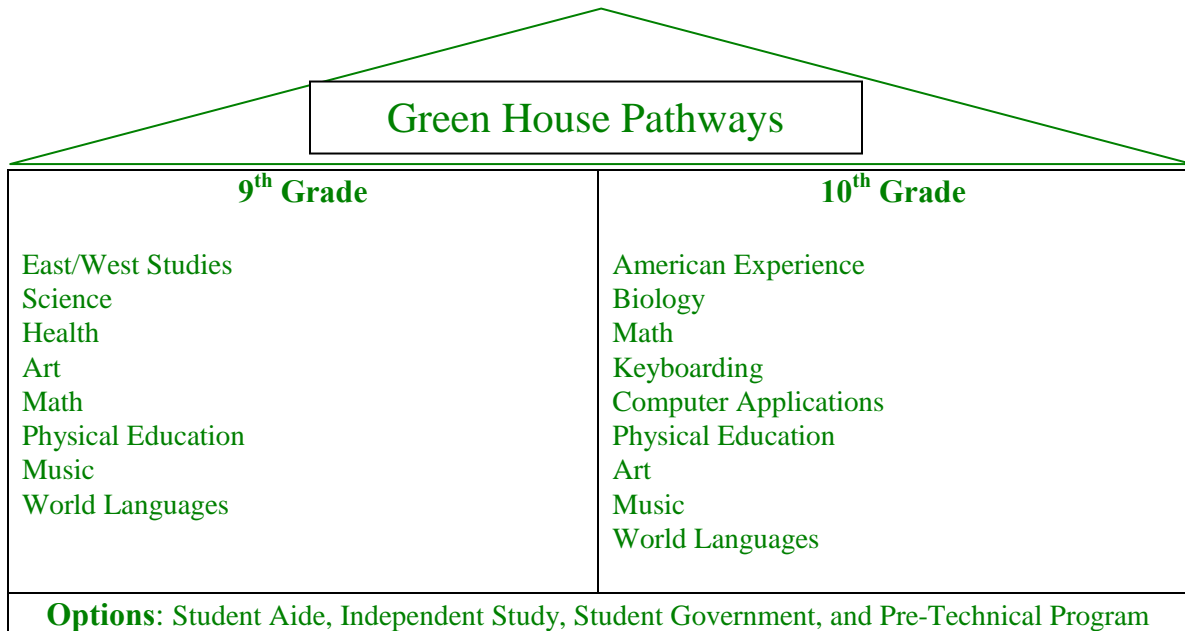 Green House Pathways
9th Grade
East/West Studies
Science
Health
Art
Math
Physical Education
Music
World Languages
10th Grade
American Experience
Biology
Math
Keyboarding
Computer Applications
Physical Education
Art
Music
World Languages
Options: Student Aide, Independent Study, Student Government, and Pre-Technical Program